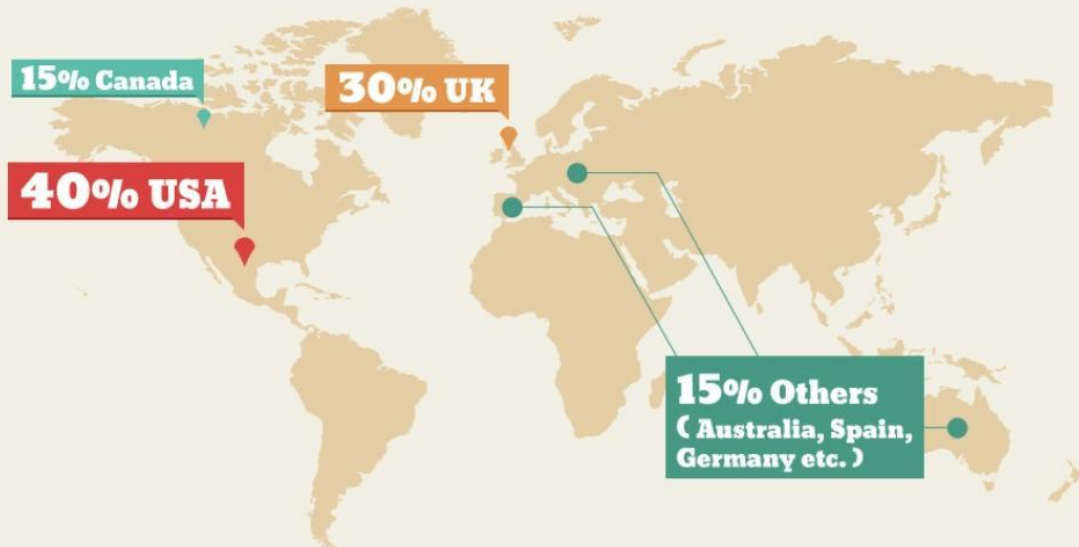 15% Canada
30% UK
40% USA
15% Others
( Australia, Spain,
Germany etc. )